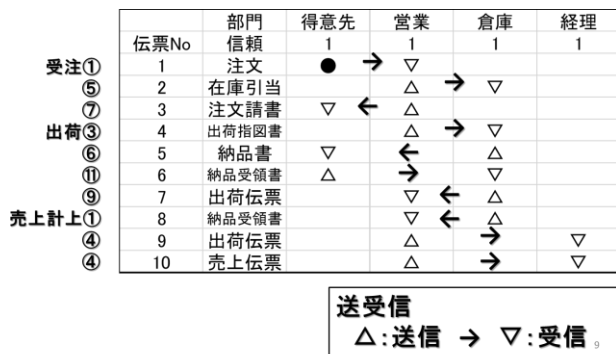 部門 得意先 営業 倉庫 経理
伝票No 信頼 1 1 1 1
受注① 1 注文 ● → ▽
⑤ 2 在庫引当 △ → ▽
⑦ 3 注文請書 ▽ ← △
出荷③ 4 出荷指図書 △ → ▽
⑥ 5 納品書 ▽ ← △
⑪ 6 納品受領書 △ → ▽
⑨ 7 出荷伝票 ▽ ← △
売上計上① 8 納品受領書 ▽ ← △
④ 9 出荷伝票 △ → ▽
④ 10 売上伝票 △ → ▽
送受信
△:送信 → ▽:受信
9